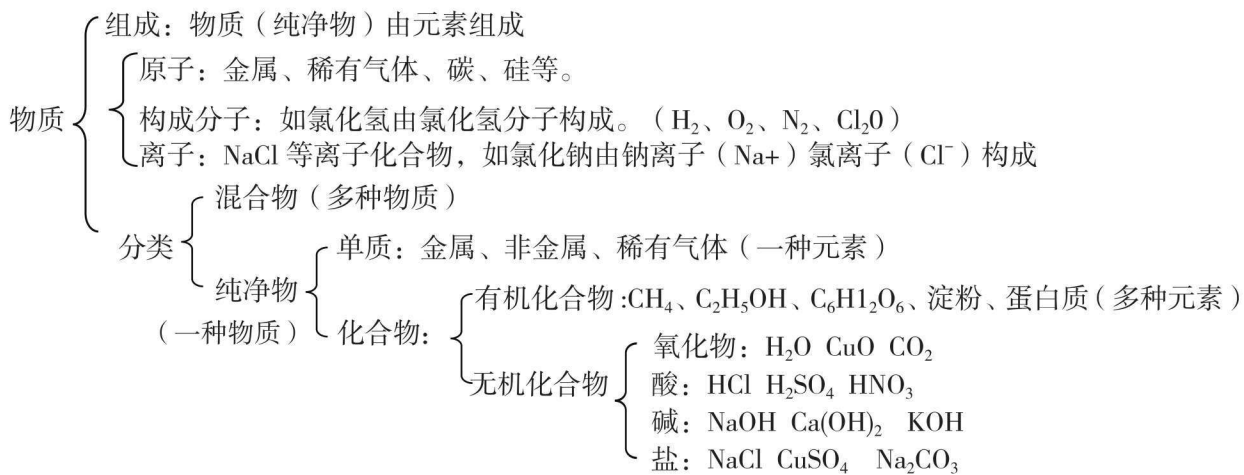 组成：物质（纯净物）由元素组成
原子：金属、稀有气体、碳、硅等。
物质
构成分子：如氯化氢由氯化氢分子构成。（H₂、O₂、N₂、Cl₂0）
离子：NaCl 等离子化合物，如氯化钠由钠离子（Na+）氯离子（Cl⁻）构成
混合物（多种物质）
分类
单质：金属、非金属、稀有气体（一种元素）
纯净物
有机化合物:CH₄、C₂H₅OH、C₆H1₂O₆、淀粉、蛋白质（多种元素）
（一种物质）
化合物：
氧化物：H₂O CuO CO₂
无机化合物
酸：HCl H₂SO₄ HNO₃
碱：NaOH Ca(OH)₂ KOH
盐：NaCl CuSO₄ Na₂CO₃